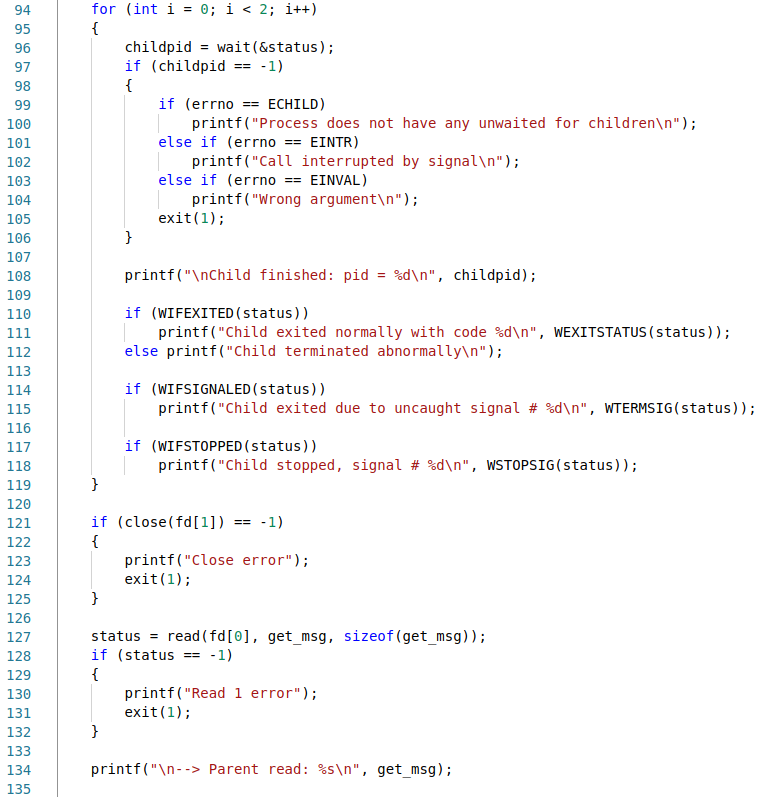 94 for (int i = 0; i < 2; i++)
95 {
96 childpid = wait(&status);
97 if (childpid == -1)
98 {
99 if (errno == ECHILD)
100 printf("Process does not have any unwaited for children\n");
101 else if (errno == EINTR)
102 printf("Call interrupted by signal\n");
103 else if (errno == EINVAL)
104 printf("Wrong argument\n");
105 exit(1);
106 }
107
108 printf("\nChild finished: pid = %d\n", childpid);
109
110 if (WIFEXITED(status))
111 printf("Child exited normally with code %d\n", WEXITSTATUS(status));
112 else printf("Child terminated abnormally\n");
113
114 if (WIFSIGNALED(status))
115 printf("Child exited due to uncaught signal # %d\n", WTERMSIG(status));
116
117 if (WIFSTOPPED(status))
118 printf("Child stopped, signal # %d\n", WSTOPSIG(status));
119 }
120
121 if (close(fd[1]) == -1)
122 {
123 printf("Close error");
124 exit(1);
125 }
126
127 status = read(fd[0], get_msg, sizeof(get_msg));
128 if (status == -1)
129 {
130 printf("Read 1 error");
131 exit(1);
132 }
133
134 printf("\n--> Parent read: %s\n", get_msg);
135